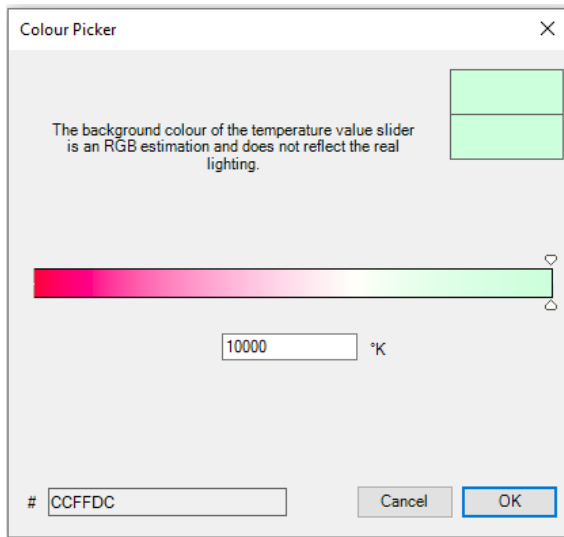 Colour Picker
The background colour of the temperature value slider
is an RGB estimation and does not reflect the real
lighting.
10000 °K
# CCFFDC Cancel OK